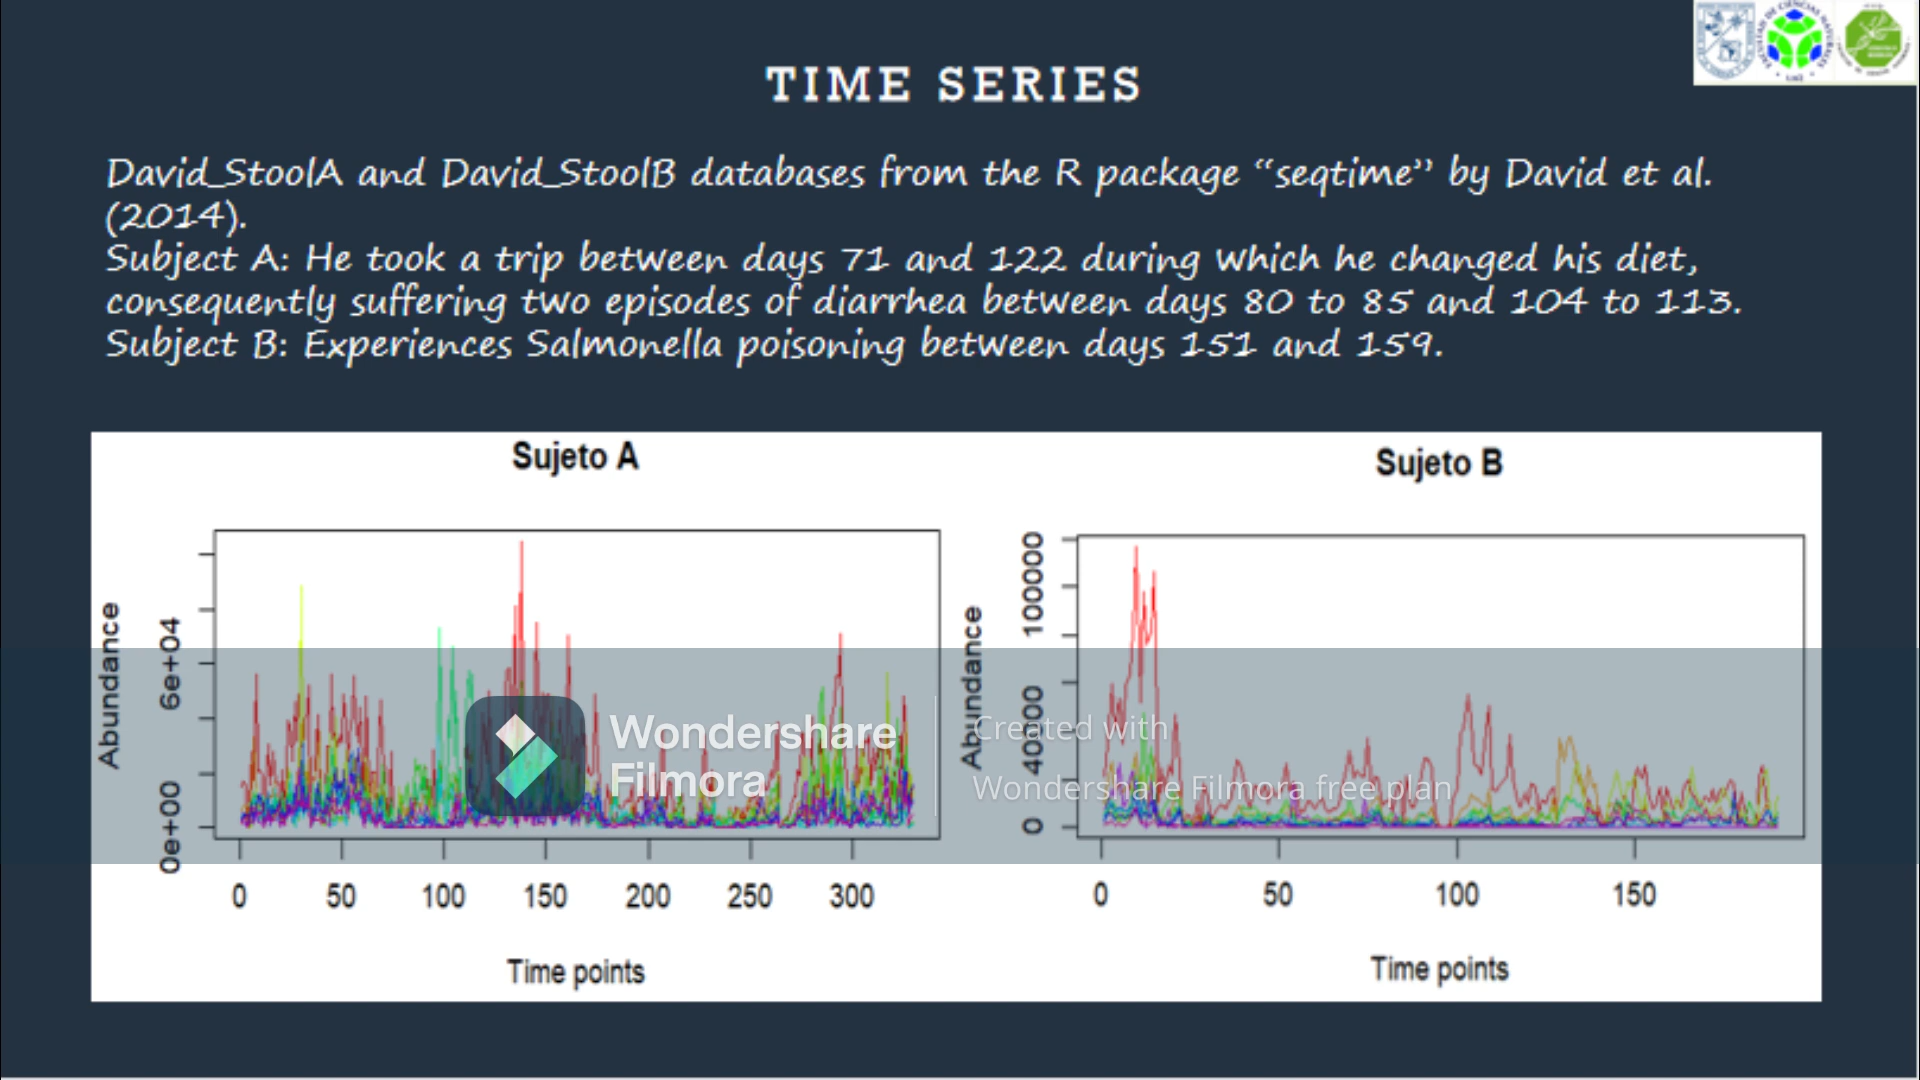 TIME SERIES
David_StoolA and David_StoolB databases from the R package “seqtime” by David et al.
(2014).
Subject A: He took a trip between days 71 and 122 during which he changed his diet,
consequently suffering two episodes of diarrhea between days 80 to 85 and 104 to 113.
Subject B: Experiences Salmonella poisoning between days 151 and 159.
Sujeto A
Abundance
0e+00 6e+04
0 50 100 150 200 250 300
Time points
Sujeto B
Abundance
0 40000 100000
0 50 100 150
Time points
Wondershare
Filmora
Created with
Wondershare Filmora free plan